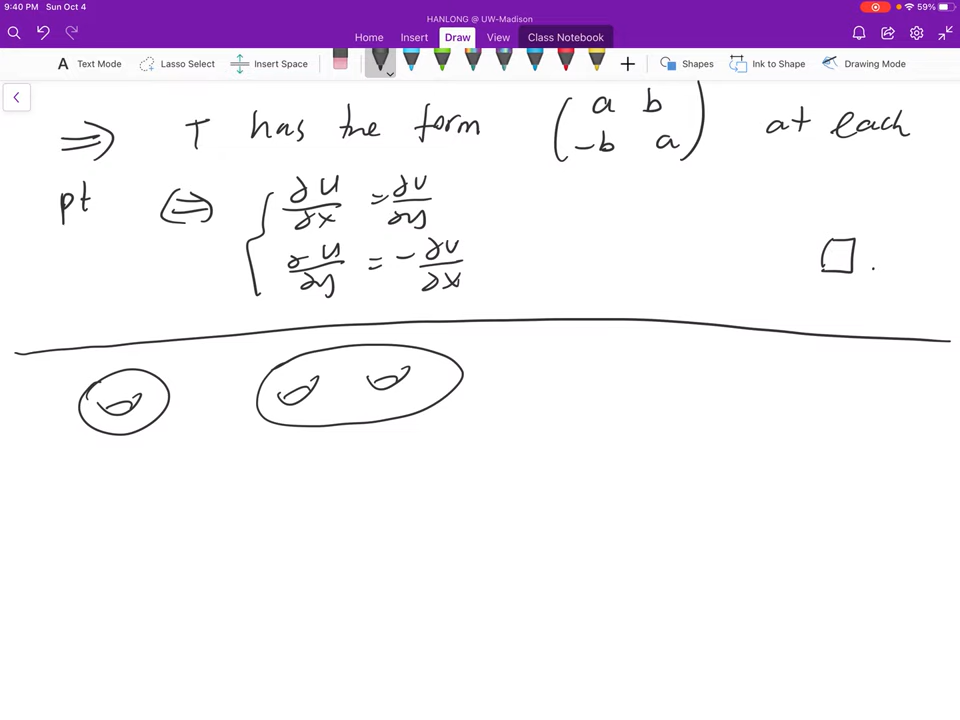 9:40 PM Sun Oct 4
59%
HANLONG @ UW-Madison
Home Insert Draw View Class Notebook
A Text Mode Lasso Select Insert Space + Shapes Ink to Shape Drawing Mode
⇒ T has the form ( a b
-b a ) at each
pt ⇔ { ∂u/∂x = ∂v/∂y
∂u/∂y = - ∂v/∂x □.